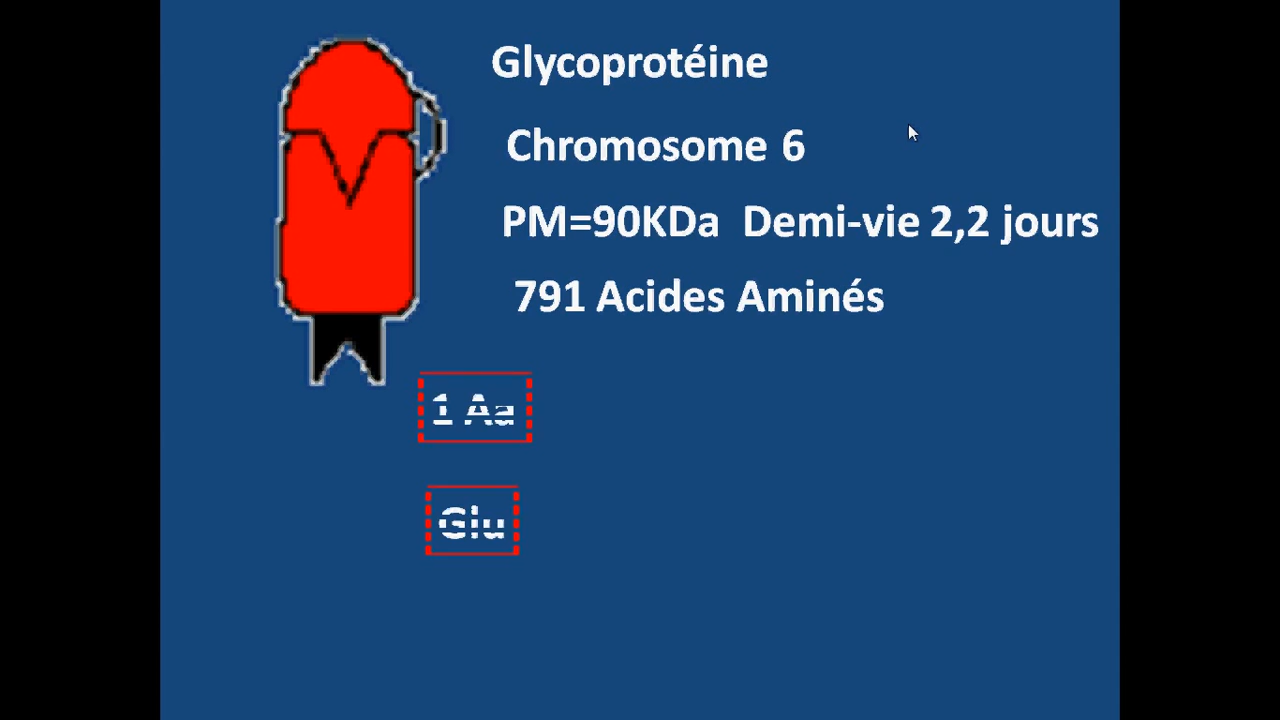 Glycoprotéine
Chromosome 6
PM=90KDa Demi-vie 2,2 jours
791 Acides Aminés
1 Aa
Glu